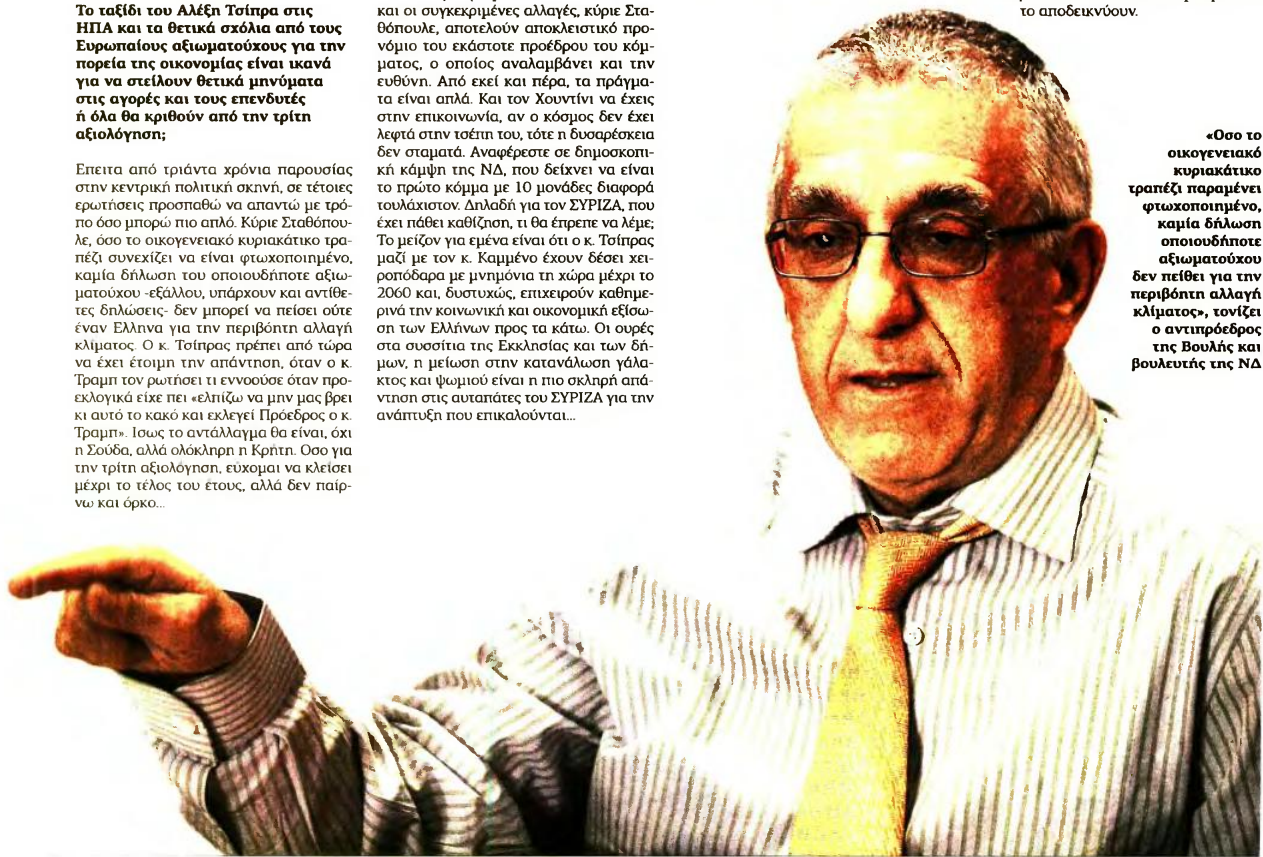 Το ταξίδι του Αλέξη Τσίπρα στις
ΗΠΑ και τα θετικά σχόλια από τους
Ευρωπαίους αξιωματούχους για την
πορεία της οικονομίας είναι ικανά
για να στείλουν θετικά μηνύματα
στις αγορές και τους επενδυτές
ή όλα θα κριθούν από την τρίτη
αξιολόγηση;
Επειτα από τριάντα χρόνια παρουσίας
στην κεντρική πολιτική σκηνή, σε τέτοιες
ερωτήσεις προσπαθώ να απαντώ με τρό-
πο όσο μπορώ πιο απλό. Κύριε Σταθόπου-
λε, όσο το οικογενειακό κυριακάτικο τρα-
πέζι συνεχίζει να είναι φτωχοποιημένο,
καμία δήλωση του οποιουδήποτε αξιω-
ματούχου -εξάλλου, υπάρχουν και αντίθε-
τες δηλώσεις- δεν μπορεί να πείσει ούτε
έναν Ελληνα για την περιβόητη αλλαγή
κλίματος. Ο κ. Τσίπρας πρέπει από τώρα
να έχει έτοιμη την απάντηση, όταν ο κ.
Τραμπ τον ρωτήσει τι εννοούσε όταν προ-
εκλογικά είχε πει «ελπίζω να μην μας βρει
κι αυτό το κακό και εκλεγεί Πρόεδρος ο κ.
Τραμπ». Ισως το αντάλλαγμα θα είναι, όχι
η Σούδα, αλλά ολόκληρη η Κρήτη. Οσο για
την τρίτη αξιολόγηση, εύχομαι να κλείσει
μέχρι το τέλος του έτους, αλλά δεν παίρ-
νω και όρκο...
και οι συγκεκριμένες αλλαγές, κύριε Στα-
θόπουλε, αποτελούν αποκλειστικό προ-
νόμιο του εκάστοτε προέδρου του κόμ-
ματος, ο οποίος αναλαμβάνει και την
ευθύνη. Από εκεί και πέρα, τα πράγμα-
τα είναι απλά. Και τον Χουντίνι να έχεις
στην επικοινωνία, αν ο κόσμος δεν έχει
λεφτά στην τσέπη του, τότε η δυσαρέσκεια
δεν σταματά. Αναφέρεστε σε δημοσκοπι-
κή κάμψη της ΝΔ, που δείχνει να είναι
το πρώτο κόμμα με 10 μονάδες διαφορά
τουλάχιστον. Δηλαδή για τον ΣΥΡΙΖΑ, που
έχει πάθει καθίζηση, τι θα έπρεπε να λέμε;
Το μείζον για εμένα είναι ότι ο κ. Τσίπρας
μαζί με τον κ. Καμμένο έχουν δέσει χει-
ροπόδαρα με μνημόνια τη χώρα μέχρι το
2060 και, δυστυχώς, επιχειρούν καθημε-
ρινά την κοινωνική και οικονομική εξίσω-
ση των Ελλήνων προς τα κάτω. Οι ουρές
στα συσσίτια της Εκκλησίας και των δή-
μων, η μείωση στην κατανάλωση γάλα-
κτος και ψωμιού είναι η πιο σκληρή απά-
ντηση στις αυταπάτες του ΣΥΡΙΖΑ για την
ανάπτυξη που επικαλούνται...
το αποδεικνύουν.
«Οσο το
οικογενειακό
κυριακάτικο
τραπέζι παραμένει
φτωχοποιημένο,
καμία δήλωση
οποιουδήποτε
αξιωματούχου
δεν πείθει για την
περιβόητη αλλαγή
κλίματος», τονίζει
ο αντιπρόεδρος
της Βουλής και
βουλευτής της ΝΔ